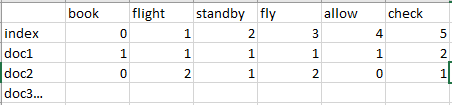 book flight standby fly allow check
index 0 1 2 3 4 5
doc1 1 1 1 1 1 2
doc2 0 2 1 2 0 1
doc3...